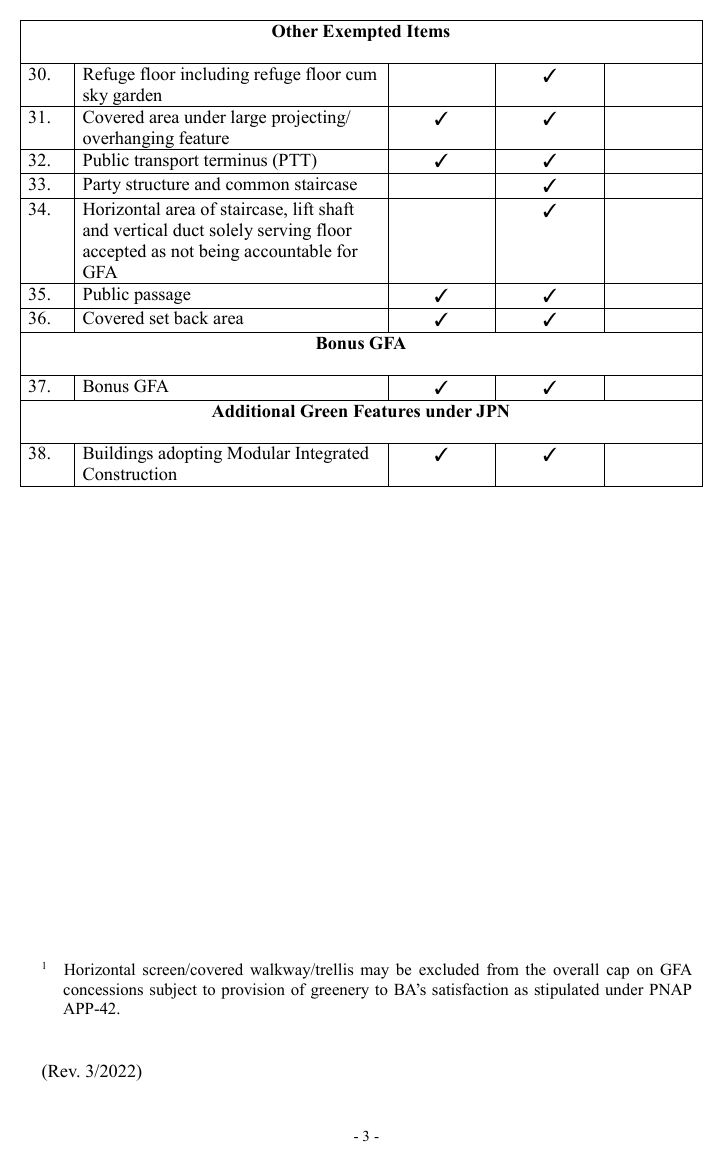 Other Exempted Items
30. Refuge floor including refuge floor cum ✓
sky garden
31. Covered area under large projecting/ ✓ ✓
overhanging feature
32. Public transport terminus (PTT) ✓ ✓
33. Party structure and common staircase ✓
34. Horizontal area of staircase, lift shaft ✓
and vertical duct solely serving floor
accepted as not being accountable for
GFA
35. Public passage ✓ ✓
36. Covered set back area ✓ ✓
Bonus GFA
37. Bonus GFA ✓ ✓
Additional Green Features under JPN
38. Buildings adopting Modular Integrated ✓ ✓
Construction
1 Horizontal screen/covered walkway/trellis may be excluded from the overall cap on GFA
concessions subject to provision of greenery to BA’s satisfaction as stipulated under PNAP
APP-42.
(Rev. 3/2022)
- 3 -